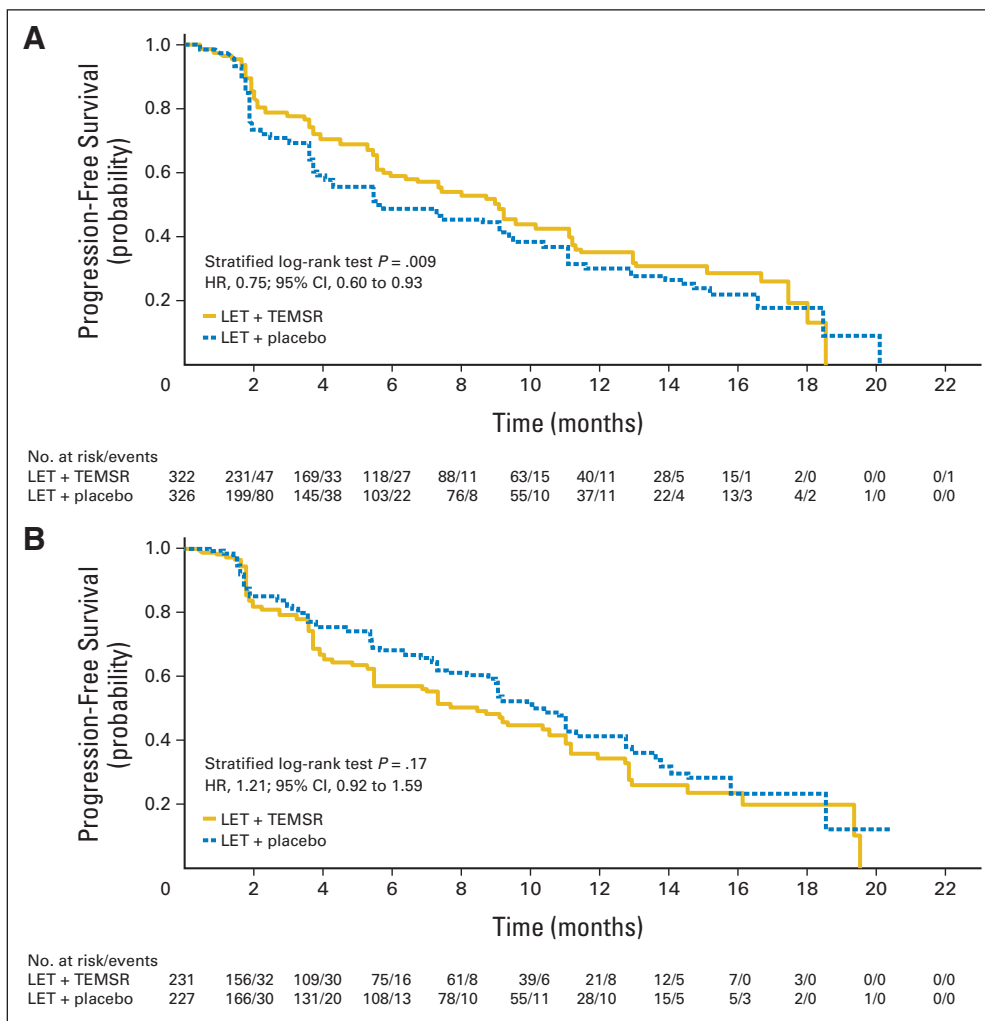 A
Progression-Free Survival
(probability)
1.0
0.8
0.6
0.4
0.2
Stratified log-rank test P = .009
HR, 0.75; 95% CI, 0.60 to 0.93
LET + TEMSR
LET + placebo
0 2 4 6 8 10 12 14 16 18 20 22
Time (months)
No. at risk/events
LET + TEMSR 322 231/47 169/33 118/27 88/11 63/15 40/11 28/5 15/1 2/0 0/0 0/1
LET + placebo 326 199/80 145/38 103/22 76/8 55/10 37/11 22/4 13/3 4/2 1/0 0/0
B
Progression-Free Survival
(probability)
1.0
0.8
0.6
0.4
0.2
Stratified log-rank test P = .17
HR, 1.21; 95% CI, 0.92 to 1.59
LET + TEMSR
LET + placebo
0 2 4 6 8 10 12 14 16 18 20 22
Time (months)
No. at risk/events
LET + TEMSR 231 156/32 109/30 75/16 61/8 39/6 21/8 12/5 7/0 3/0 0/0 0/0
LET + placebo 227 166/30 131/20 108/13 78/10 55/11 28/10 15/5 5/3 2/0 1/0 0/0